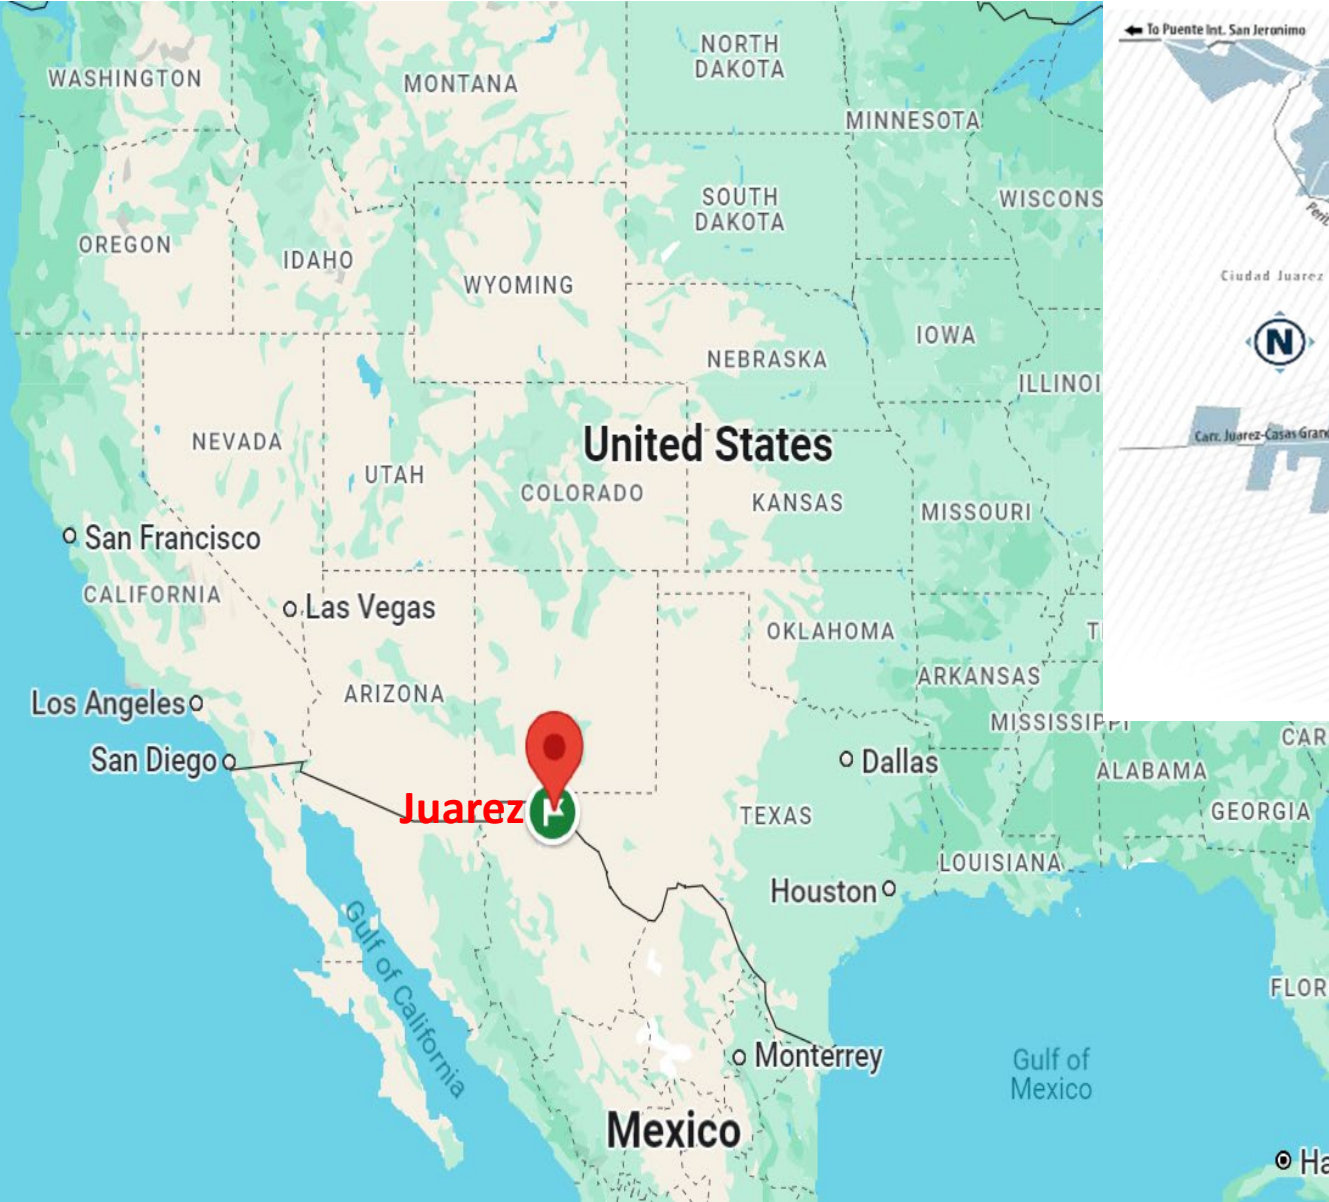 To Puente Int. San Jeronimo
NORTH
DAKOTA
WASHINGTON
MONTANA
MINNESOTA
SOUTH
DAKOTA
WISCONS
OREGON
IDAHO
WYOMING
Ciudad Juarez
N
IOWA
NEBRASKA
ILLINOI
Carr. Juarez-Casas Grand
NEVADA
United States
UTAH
COLORADO
KANSAS
MISSOURI
San Francisco
CALIFORNIA
Las Vegas
OKLAHOMA
T
ARKANSAS
ARIZONA
Los Angeles
MISSISSIPPI
CAR
San Diego
Dallas
ALABAMA
Juarez
TEXAS
GEORGIA
LOUISIANA
Houston
Gulf of California
FLOR
Monterrey
Gulf of
Mexico
Mexico
Ha